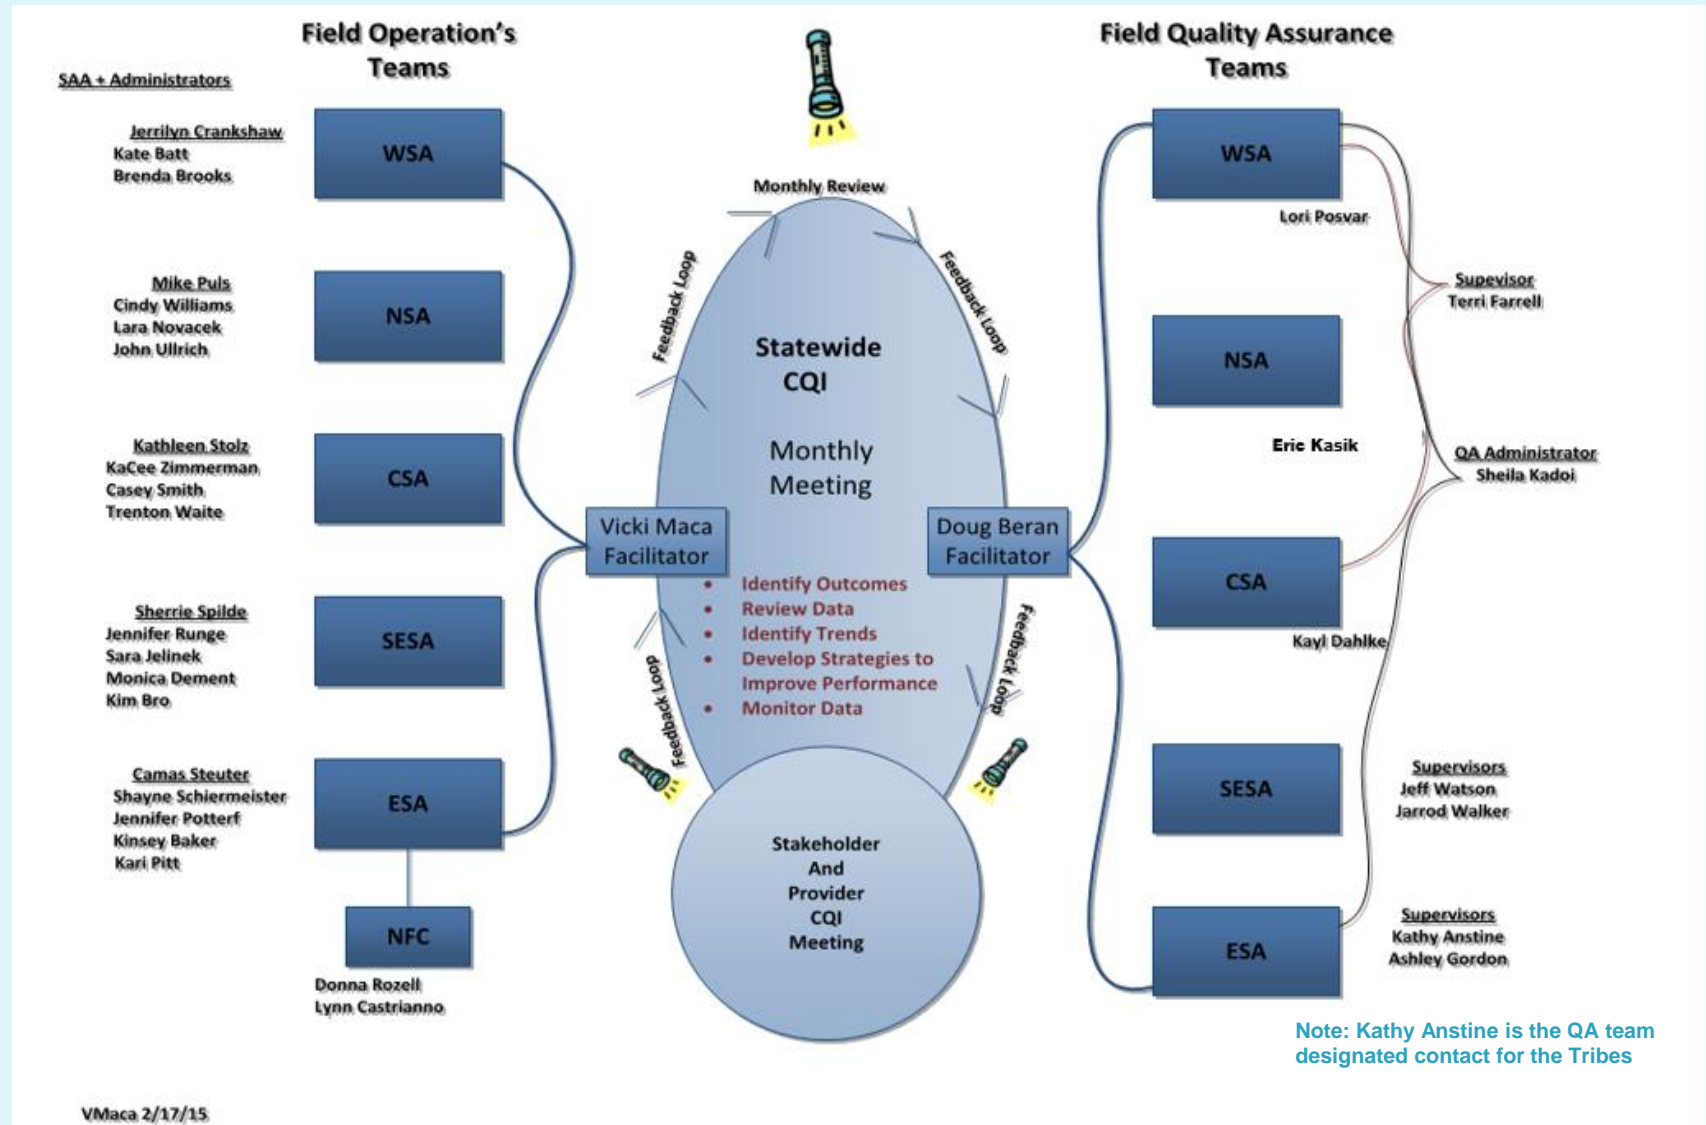 Field Operation's
Teams
SAA + Administrators
Jerrilyn Crankshaw
Kate Batt
Brenda Brooks
WSA
Mike Puls
Cindy Williams
Lara Novacek
John Ullrich
NSA
Kathleen Stolz
KaCee Zimmerman
Casey Smith
Trenton Waite
CSA
Sherrie Spilde
Jennifer Runge
Sara Jelinek
Monica Dement
Kim Bro
SESA
Camas Steuter
Shayne Schiermeister
Jennifer Potterf
Kinsey Baker
Kari Pitt
ESA
NFC
Donna Rozell
Lynn Castrianno
Monthly Review
Feedback Loop
Feedback Loop
Statewide
CQI
Monthly
Meeting
Vicki Maca
Facilitator
Doug Beran
Facilitator
• Identify Outcomes
• Review Data
• Identify Trends
• Develop Strategies to
Improve Performance
• Monitor Data
Feedback Loop
Feedback Loop
Stakeholder
And
Provider
CQI
Meeting
Field Quality Assurance
Teams
WSA
Lori Posvar
Supevisor
Terri Farrell
NSA
Eric Kasik
QA Administrator
Sheila Kadoi
CSA
Kayl Dahlke
SESA
Supervisors
Jeff Watson
Jarrod Walker
ESA
Supervisors
Kathy Anstine
Ashley Gordon
Note: Kathy Anstine is the QA team
designated contact for the Tribes
VMaca 2/17/15